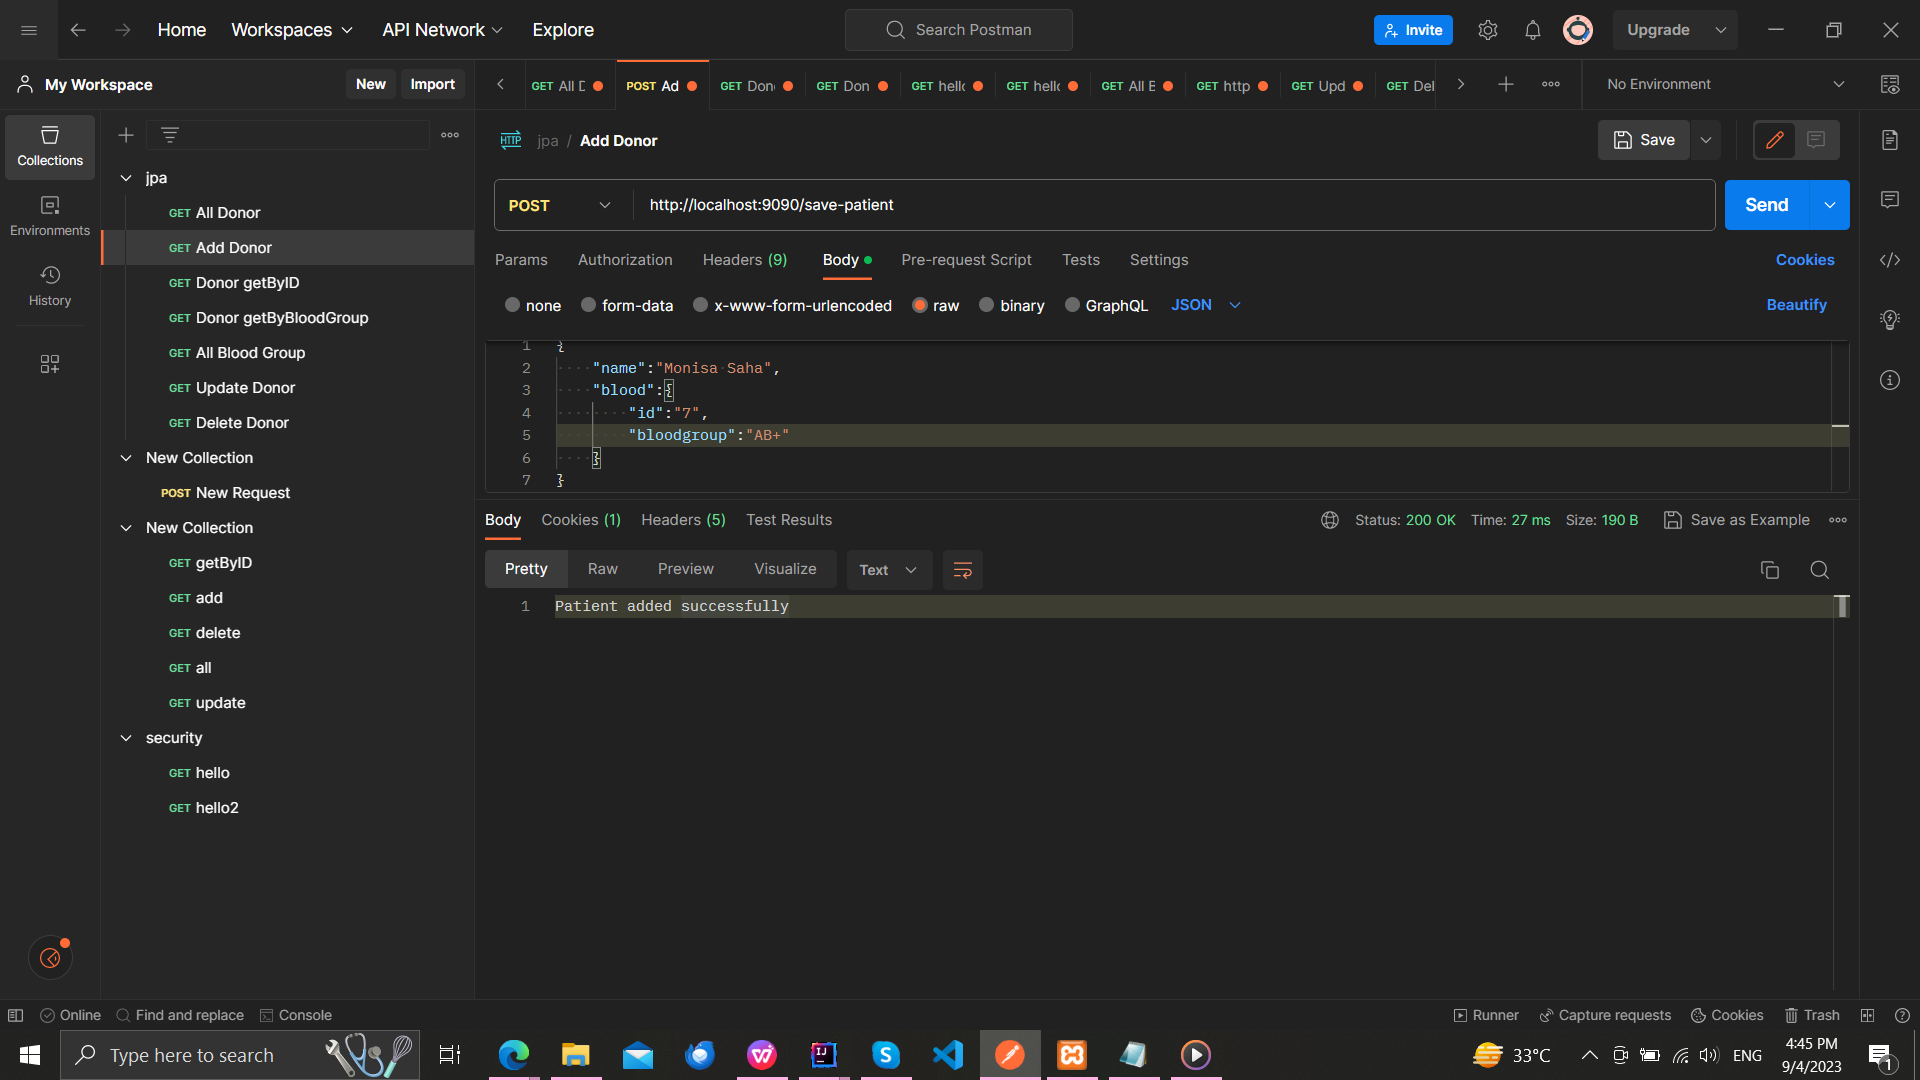 Home Workspaces API Network Explore Search Postman Invite Upgrade
My Workspace New Import GET All D POST Ad GET Don GET Don GET hello GET hello GET All B GET http GET Upd GET Del No Environment
Collections
Environments
History
jpa
GET All Donor
GET Add Donor
GET Donor getByID
GET Donor getByBloodGroup
GET All Blood Group
GET Update Donor
GET Delete Donor
New Collection
POST New Request
New Collection
GET getByID
GET add
GET delete
GET all
GET update
security
GET hello
GET hello2
HTTP jpa / Add Donor Save
POST http://localhost:9090/save-patient Send
Params Authorization Headers (9) Body Pre-request Script Tests Settings Cookies
none form-data x-www-form-urlencoded raw binary GraphQL JSON Beautify
1 {
2 "name":"Monisa Saha",
3 "blood":{
4 "id":"7",
5 "bloodgroup":"AB+"
6 }
7 }
Body Cookies (1) Headers (5) Test Results Status: 200 OK Time: 27 ms Size: 190 B Save as Example
Pretty Raw Preview Visualize Text
1 Patient added successfully
Online Find and replace Console Runner Capture requests Cookies Trash
Type here to search 33°C ENG 4:45 PM
9/4/2023 1